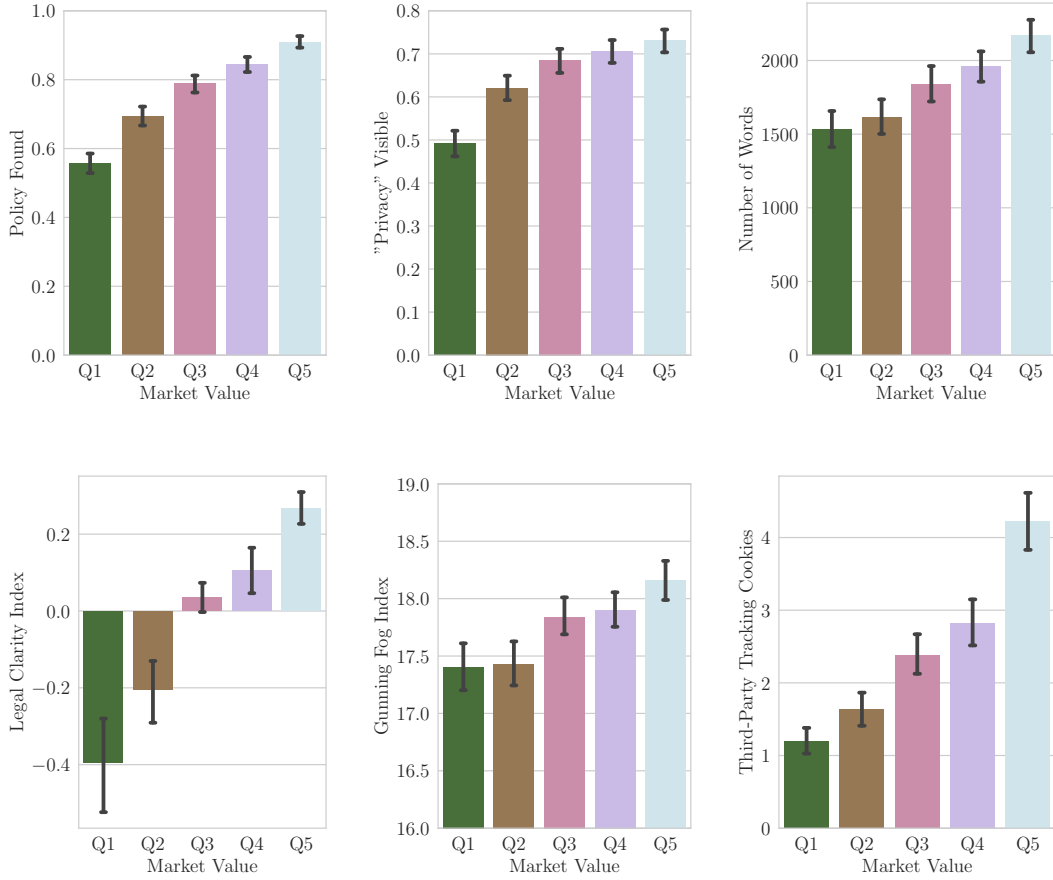 Policy Found
1.0
0.8
0.6
0.4
0.2
0.0
Q1 Q2 Q3 Q4 Q5
Market Value
”Privacy” Visible
0.8
0.7
0.6
0.5
0.4
0.3
0.2
0.1
0.0
Q1 Q2 Q3 Q4 Q5
Market Value
Number of Words
2000
1500
1000
500
0
Q1 Q2 Q3 Q4 Q5
Market Value
Legal Clarity Index
0.2
0.0
−0.2
−0.4
Q1 Q2 Q3 Q4 Q5
Market Value
Gunning Fog Index
19.0
18.5
18.0
17.5
17.0
16.5
16.0
Q1 Q2 Q3 Q4 Q5
Market Value
Third-Party Tracking Cookies
4
3
2
1
0
Q1 Q2 Q3 Q4 Q5
Market Value